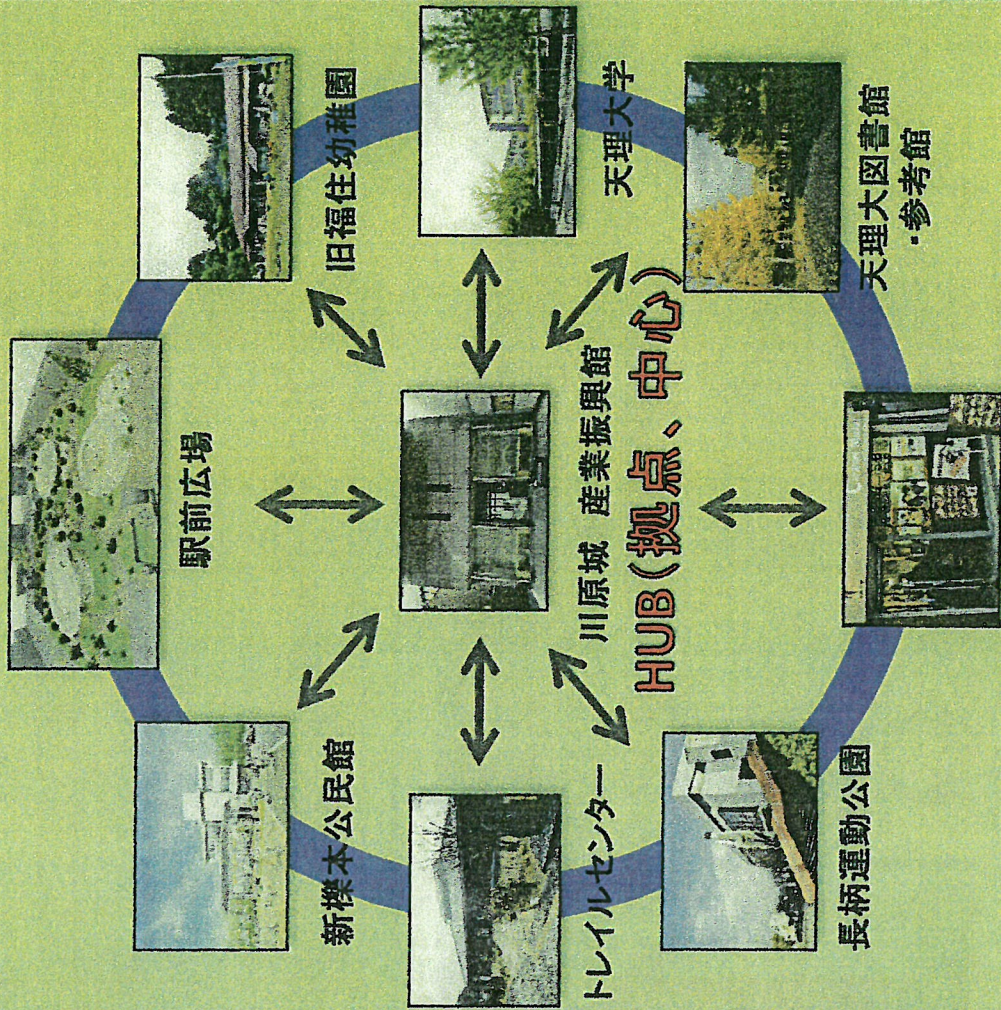 駅前広場
新櫟本公民館
旧福住幼稚園
トレイルセンター
川原城 産業振興館
HUB(拠点、中心)
天理大学
長柄運動公園
天理大図書館
・参考館